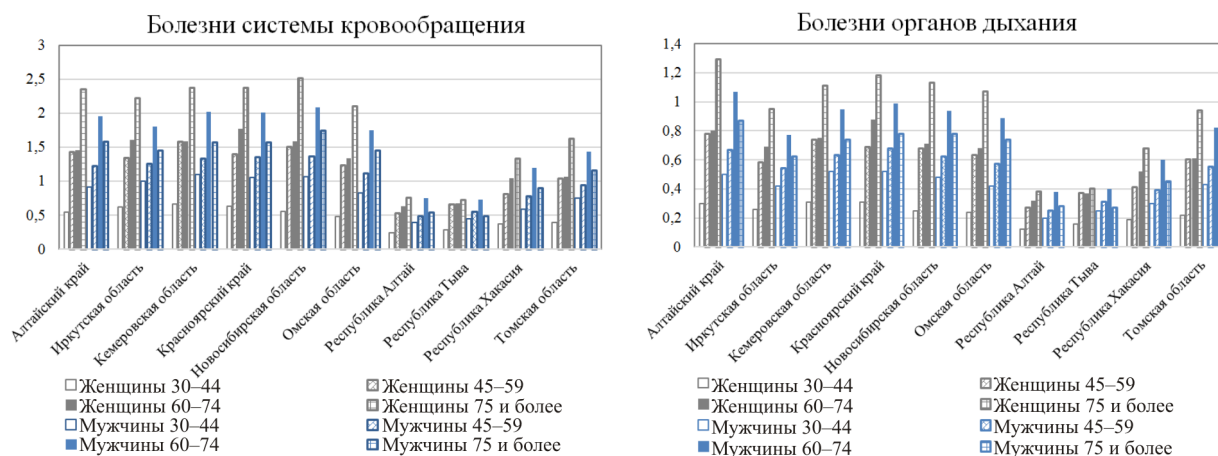 Болезни системы кровообращения
3
2,5
2
1,5
1
0,5
0
Алтайский край
Иркутская область
Кемеровская область
Красноярский край
Новосибирская область
Омская область
Республика Алтай
Республика Тыва
Республика Хакасия
Томская область
Женщины 30–44
Женщины 45–59
Женщины 60–74
Женщины 75 и более
Мужчины 30–44
Мужчины 45–59
Мужчины 60–74
Мужчины 75 и более
Болезни органов дыхания
1,4
1,2
1
0,8
0,6
0,4
0,2
0
Алтайский край
Иркутская область
Кемеровская область
Красноярский край
Новосибирская область
Омская область
Республика Алтай
Республика Тыва
Республика Хакасия
Томская область
Женщины 30–44
Женщины 45–59
Женщины 60–74
Женщины 75 и более
Мужчины 30–44
Мужчины 45–59
Мужчины 60–74
Мужчины 75 и более